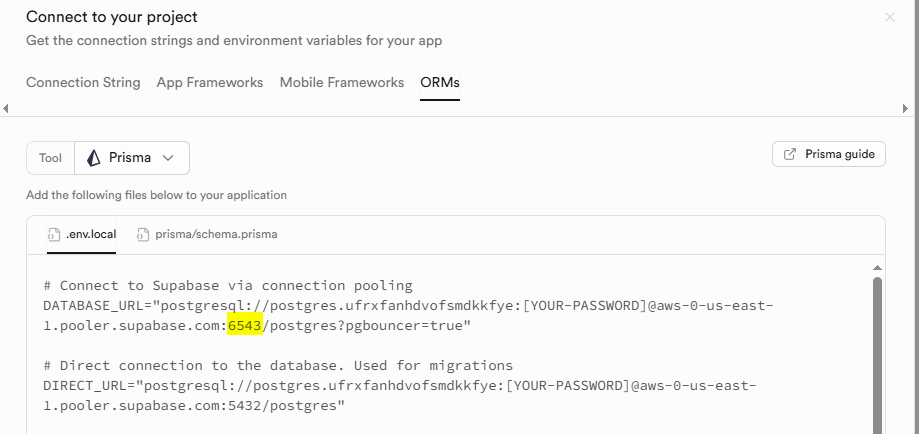 Connect to your project
Get the connection strings and environment variables for your app
Connection String App Frameworks Mobile Frameworks ORMs
Tool Prisma Prisma guide
Add the following files below to your application
.env.local prisma/schema.prisma
# Connect to Supabase via connection pooling
DATABASE_URL="postgresql://postgres.ufrxfanhdvofsmdkkfye:[YOUR-PASSWORD]@aws-0-us-east-
1.pooler.supabase.com:6543/postgres?pgbouncer=true"
# Direct connection to the database. Used for migrations
DIRECT_URL="postgresql://postgres.ufrxfanhdvofsmdkkfye:[YOUR-PASSWORD]@aws-0-us-east-
1.pooler.supabase.com:5432/postgres"